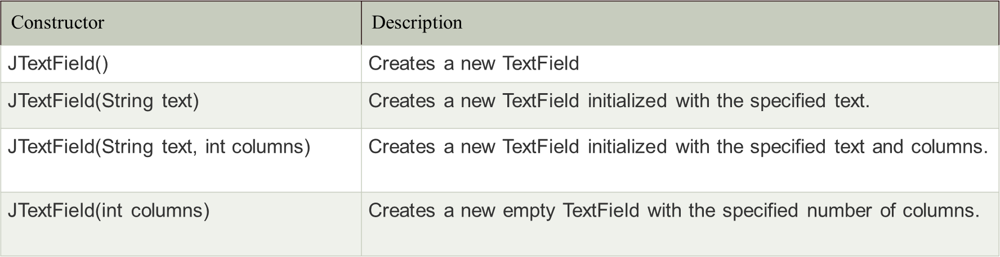 Constructor Description
JTextField() Creates a new TextField
JTextField(String text) Creates a new TextField initialized with the specified text.
JTextField(String text, int columns) Creates a new TextField initialized with the specified text and columns.
JTextField(int columns) Creates a new empty TextField with the specified number of columns.